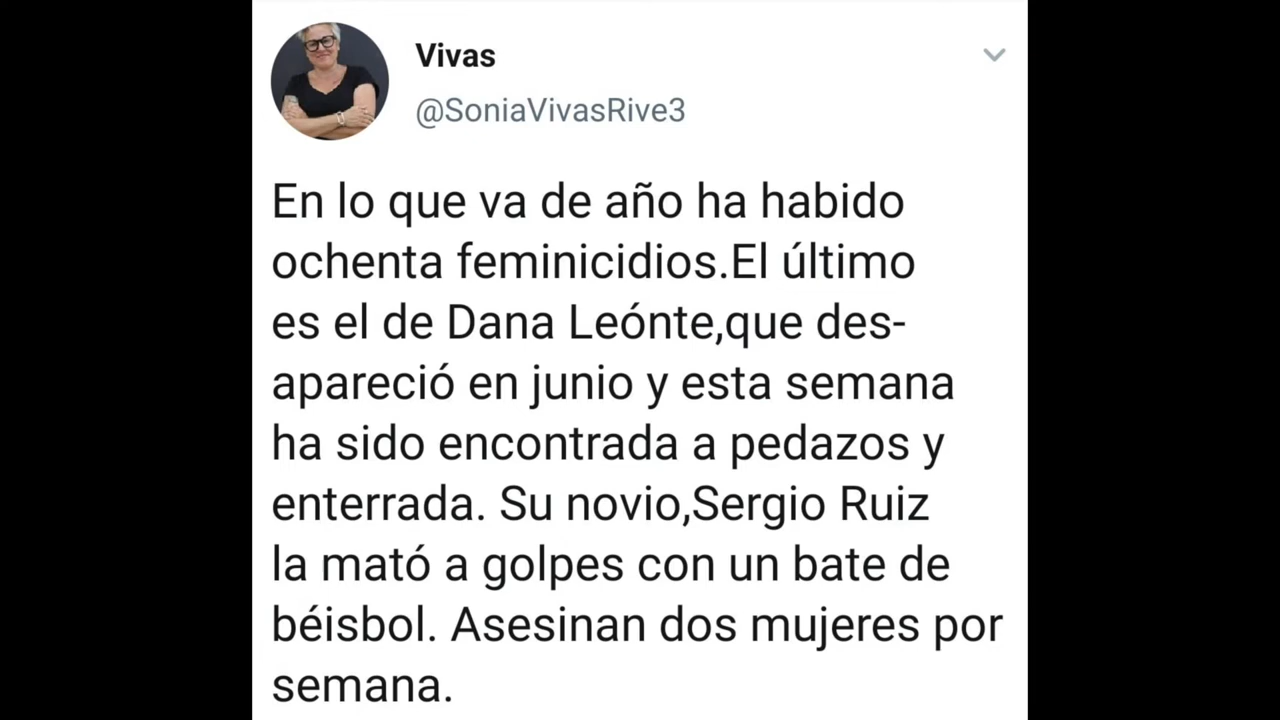 Vivas
@SoniaVivasRive3
En lo que va de año ha habido
ochenta feminicidios.El último
es el de Dana Leónte,que des-
apareció en junio y esta semana
ha sido encontrada a pedazos y
enterrada. Su novio,Sergio Ruiz
la mató a golpes con un bate de
béisbol. Asesinan dos mujeres por
semana.